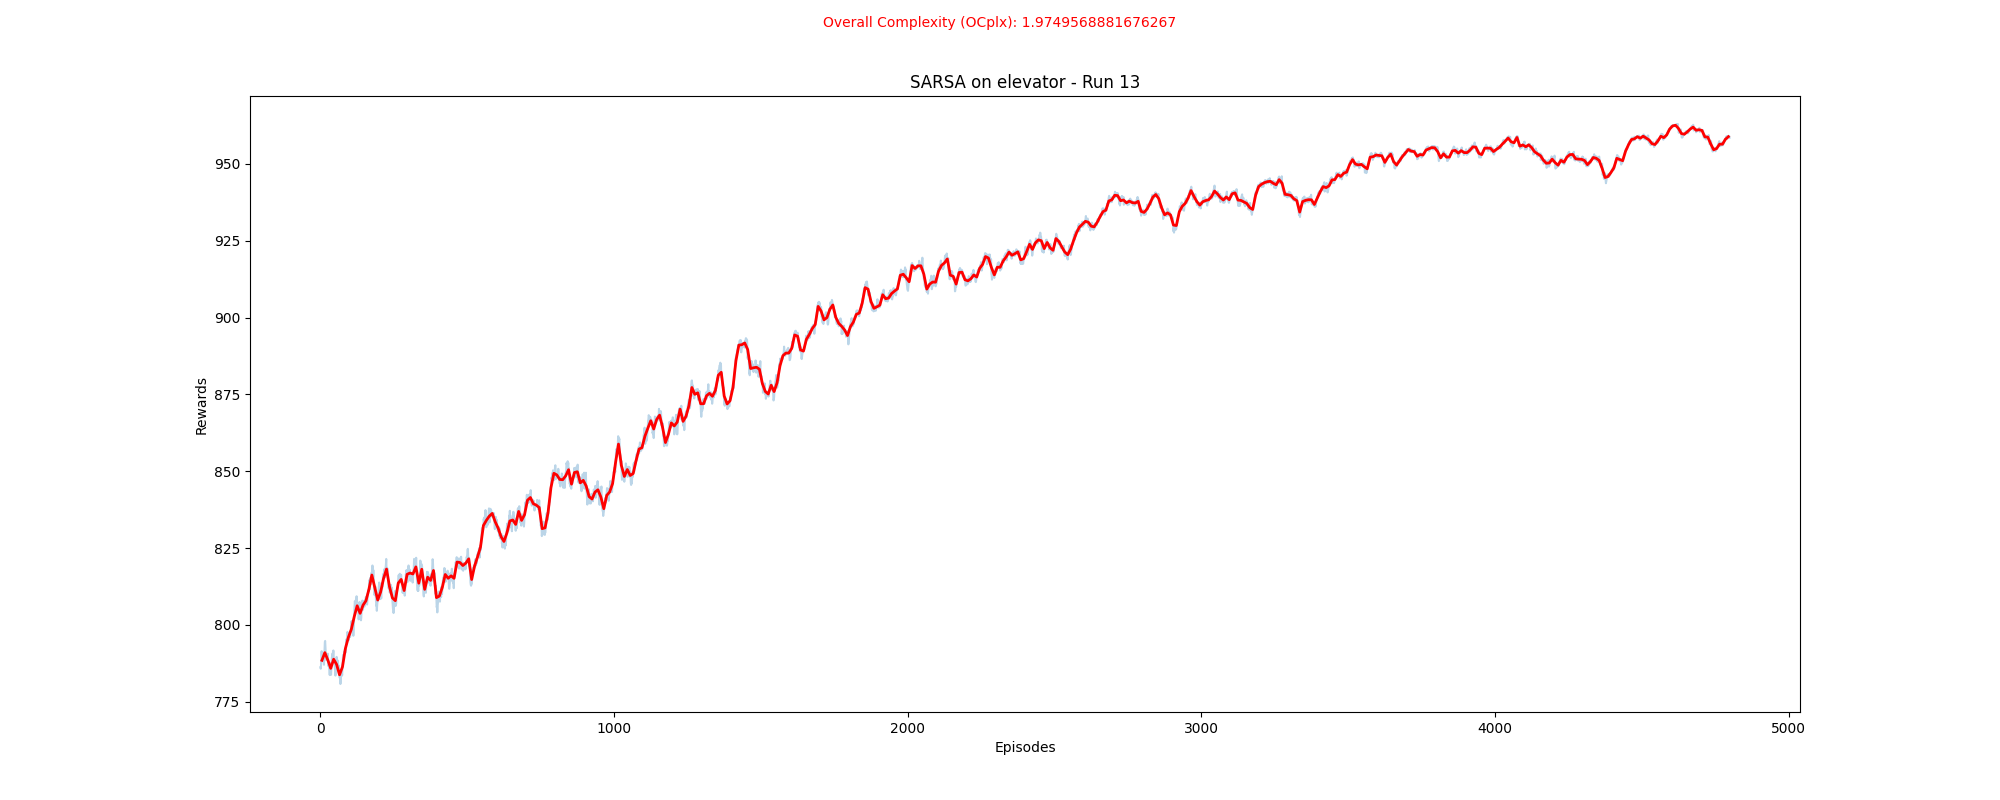 Overall Complexity (OCplx): 1.9749568881676267
SARSA on elevator - Run 13
Rewards
950
925
900
875
850
825
800
775
0 1000 2000 3000 4000 5000
Episodes